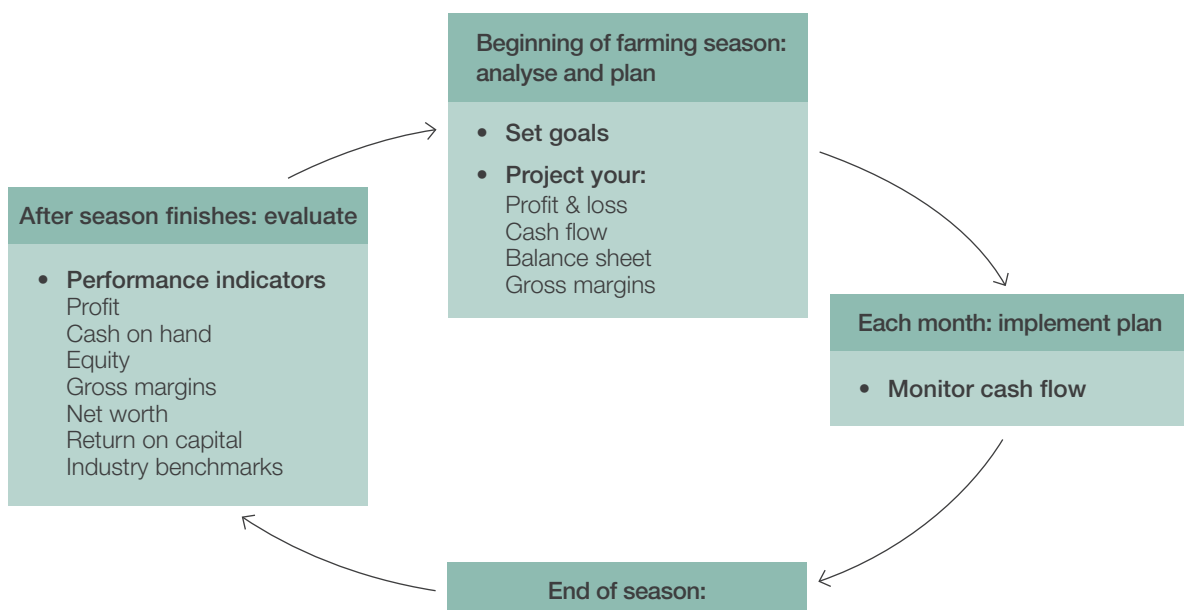 Beginning of farming season:
analyse and plan
• Set goals
• Project your:
Profit & loss
Cash flow
Balance sheet
Gross margins
Each month: implement plan
• Monitor cash flow
End of season:
After season finishes: evaluate
• Performance indicators
Profit
Cash on hand
Equity
Gross margins
Net worth
Return on capital
Industry benchmarks